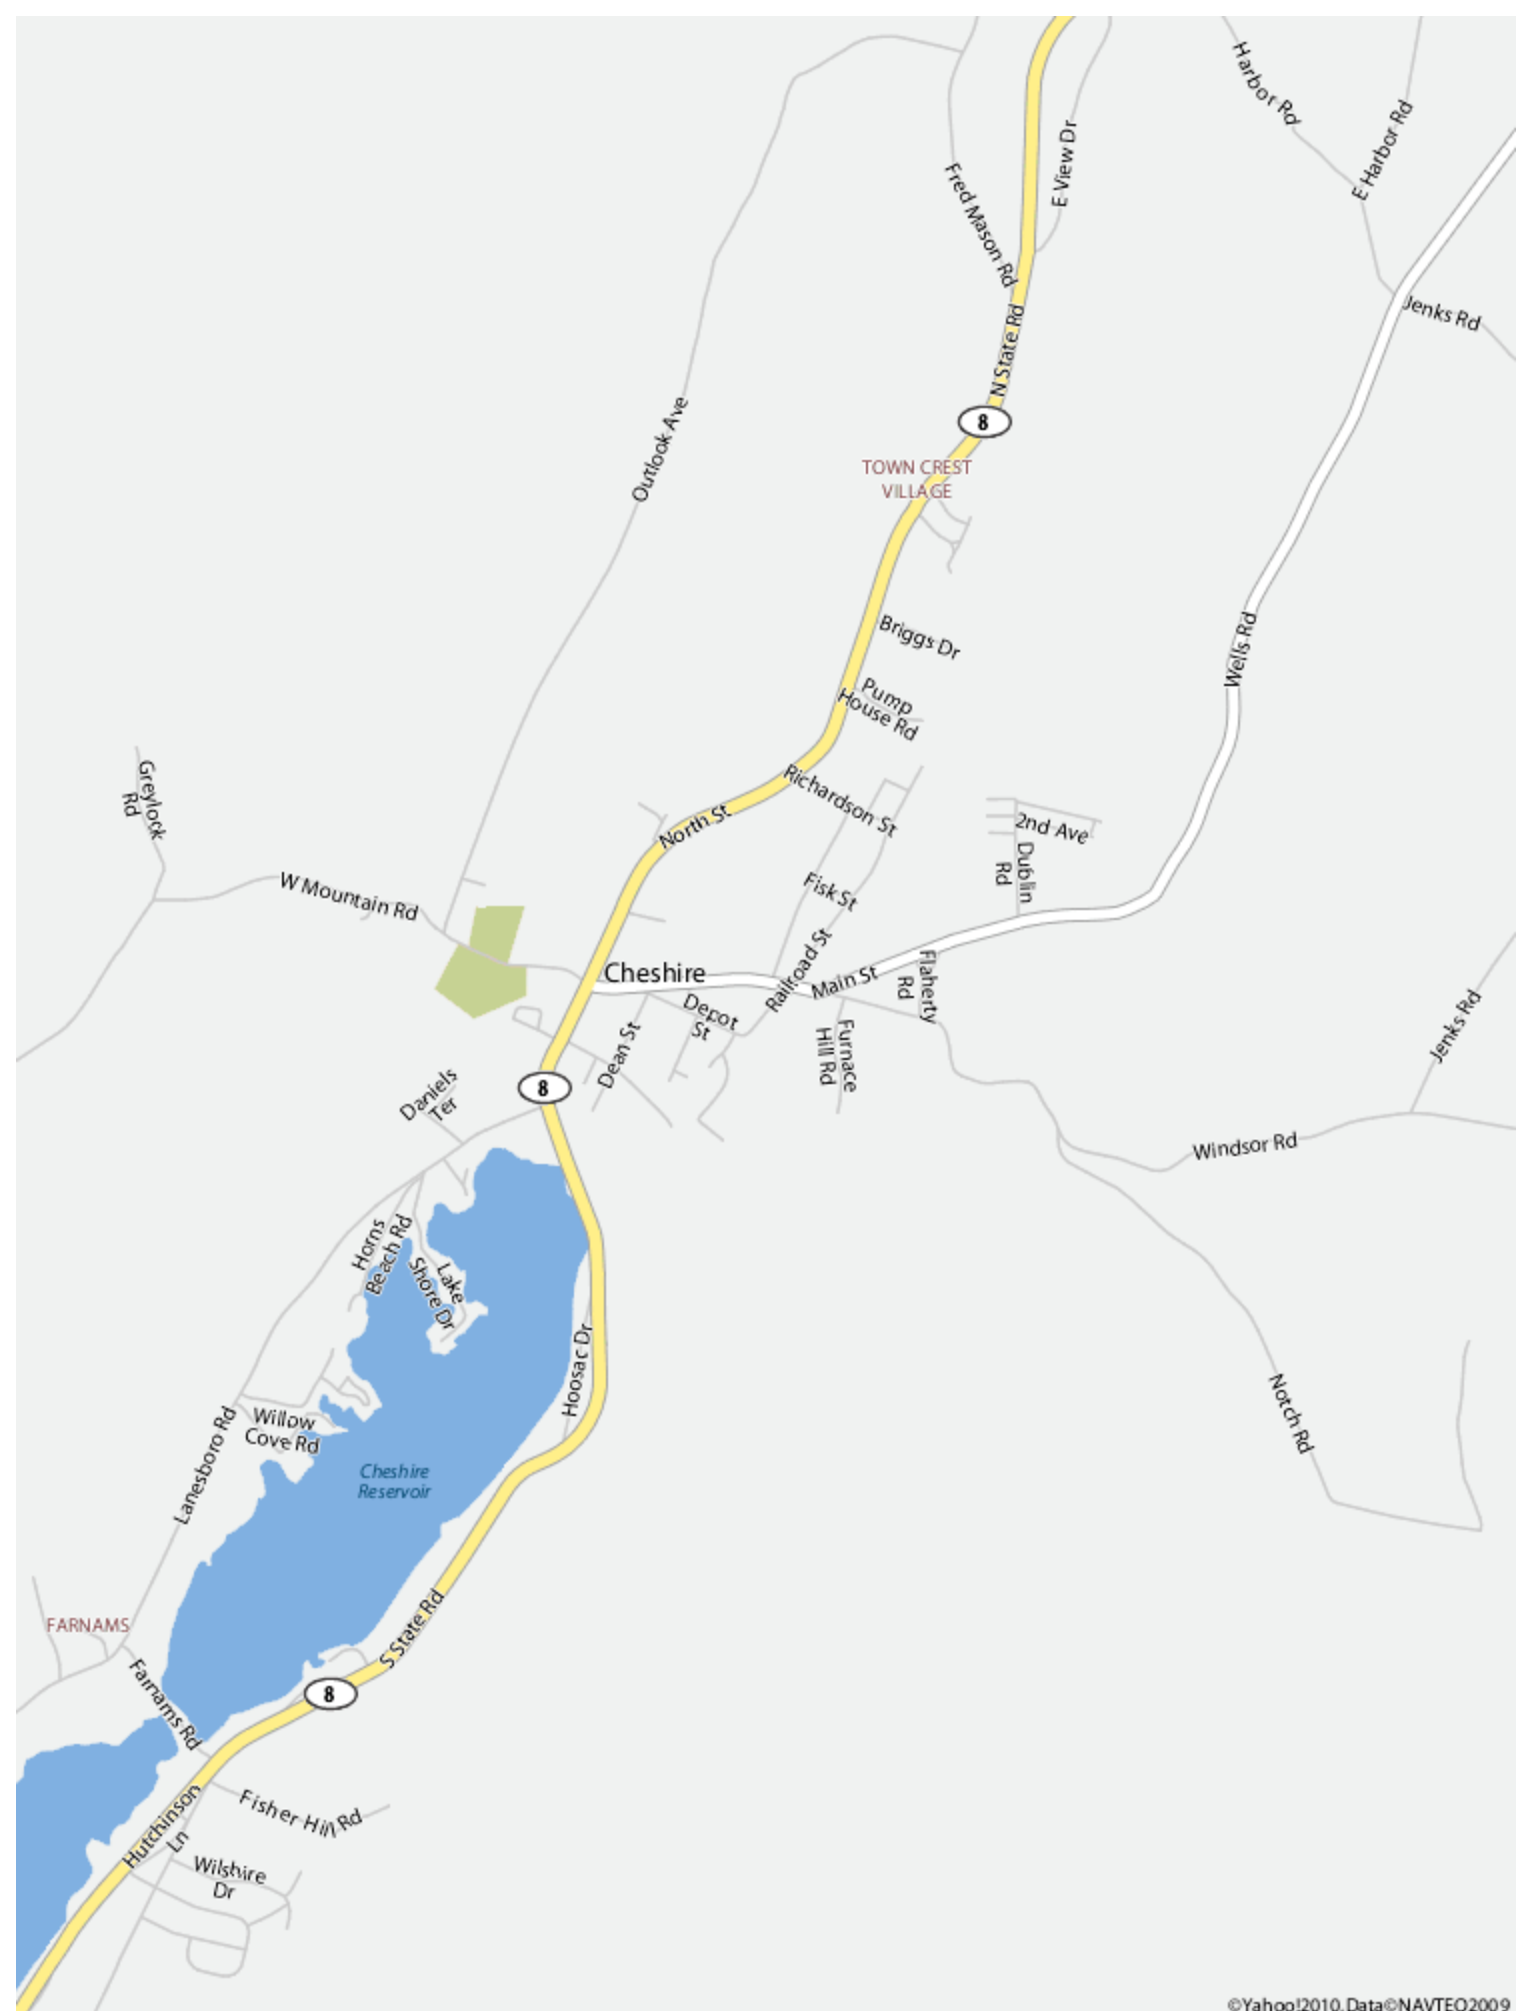 Harbor Rd
E Harbor Rd
E View Dr
Fred Mason Rd
Jenks Rd
N State Rd
8
Outlook Ave
TOWN CREST
VILLAGE
Briggs Dr
Wells Rd
Pump
House Rd
Greylock
Rd
Richardson St
North St
2nd Ave
Dublin
Rd
W Mountain Rd
Fisk St
Railroad St
Cheshire
Main St
Flaherty
Rd
Depot
St
Dean St
Furnace
Hill Rd
Jenks Rd
8
Daniels
Ter
Windsor Rd
Horns
Beach Rd
Lake
Shore Dr
Hoosac Dr
Notch Rd
Willow
Cove Rd
Lanesboro Rd
Cheshire
Reservoir
S State Rd
FARNAMS
Farnams Rd
8
Fisher Hill Rd
Hutchinson
Ln
Wilshire
Dr
©Yahoo!2010, Data©NAVTEQ2009